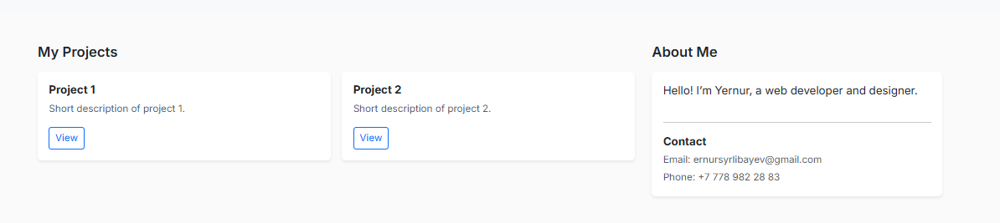 My Projects
Project 1
Short description of project 1.
View
Project 2
Short description of project 2.
View
About Me
Hello! I’m Yernur, a web developer and designer.
Contact
Email: ernursyrlibayev@gmail.com
Phone: +7 778 982 28 83